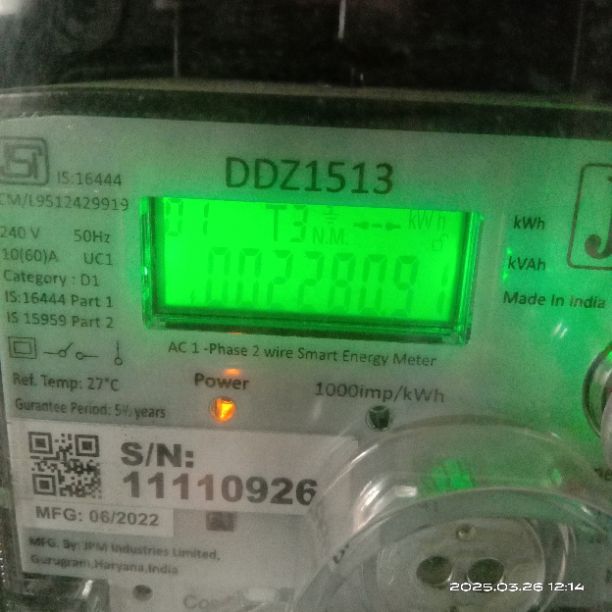 ISI
IS:16444
CM/L9512429919
DDZ1513
240 V 50Hz
10(60)A UC1
Category : D1
IS:16444 Part 1
IS 15959 Part 2
01 T3 N.M. kWh
.00228091
kWh
kVAh
Made In India
J
AC 1 -Phase 2 wire Smart Energy Meter
Ref. Temp: 27°C
Power
1000imp/kWh
Gurantee Period: 5½ years
S/N:
11110926
MFG: 06/2022
MFG. By: JPM Industries Limited,
Gurugram,Haryana,India
2025.03.26 12:14